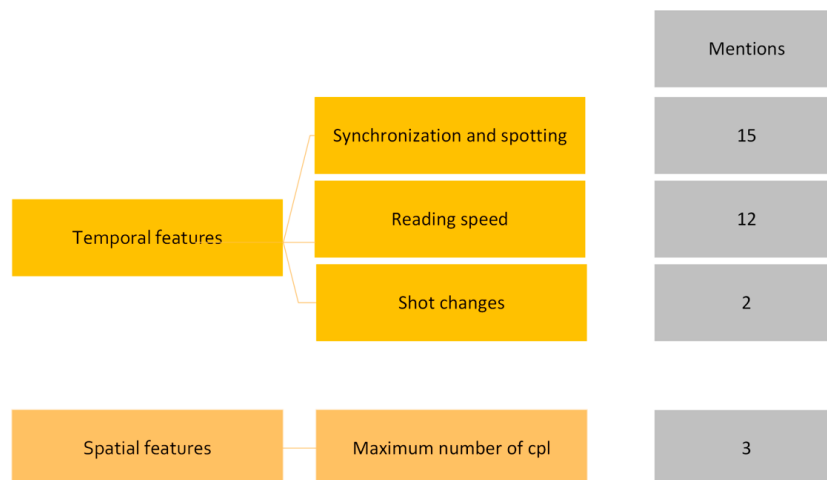 Mentions
Synchronization and spotting
15
Temporal features
Reading speed
12
Shot changes
2
Spatial features
Maximum number of cpl
3